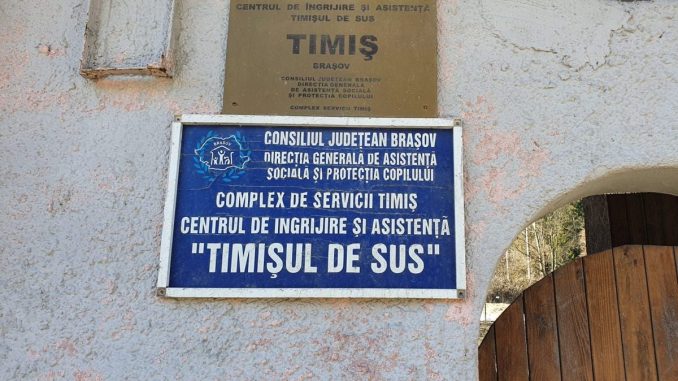 CENTRUL DE ÎNGRIJIRE ȘI ASISTENȚĂ
TIMIȘUL DE SUS
TIMIȘ
BRAȘOV
CONSILIUL JUDEȚEAN BRAȘOV
DIRECȚIA GENERALĂ
DE ASISTENȚĂ SOCIALĂ
ȘI PROTECȚIA COPILULUI
COMPLEX SERVICII TIMIȘ
BRAȘOV
CONSILIUL JUDEȚEAN BRAȘOV
DIRECȚIA GENERALĂ DE ASISTENȚĂ
SOCIALĂ ȘI PROTECȚIA COPILULUI
COMPLEX DE SERVICII TIMIȘ
CENTRUL DE INGRIJIRE ȘI ASISTENȚĂ
"TIMIȘUL DE SUS"